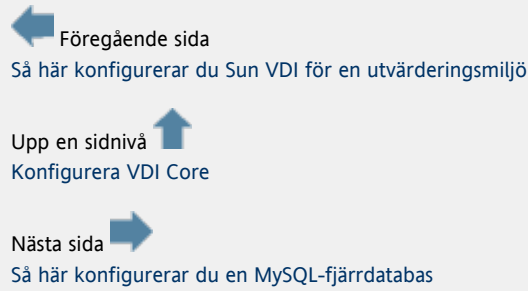 Föregående sida
Så här konfigurerar du Sun VDI för en utvärderingsmiljö
Upp en sidnivå
Konfigurera VDI Core
Nästa sida
Så här konfigurerar du en MySQL-fjärrdatabas